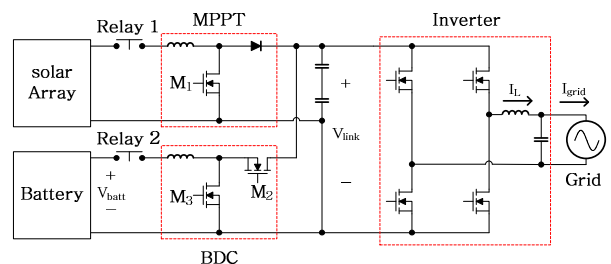 MPPT
Inverter
Relay 1
solar
Array
M1
IL
Igrid
+
Vlink
−
Relay 2
Battery
+
Vbatt
−
M3
M2
Grid
BDC